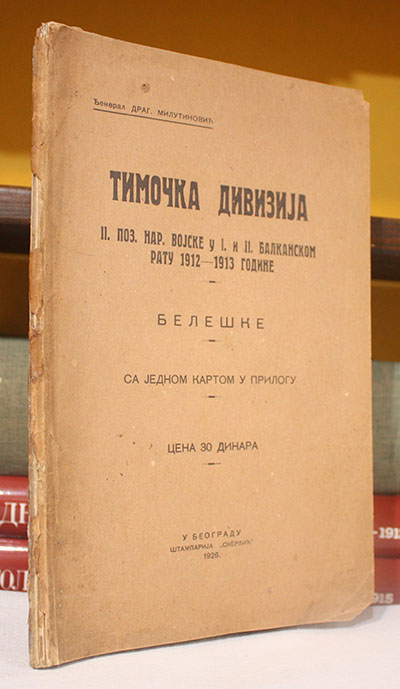 Ђенерал ДРАГ. МИЛУТИНОВИЋ
ТИМОЧКА ДИВИЗИЈА
II. ПОЗ. НАР. ВОЈСКЕ у I. и II. БАЛКАНСКОМ
РАТУ 1912—1913 ГОДИНЕ
БЕЛЕШКЕ
СА ЈЕДНОМ КАРТОМ У ПРИЛОГУ
ЦЕНА 30 ДИНАРА
У БЕОГРАДУ
ШТАМПАРИЈА „СКЕРЛИЋ"
1926.